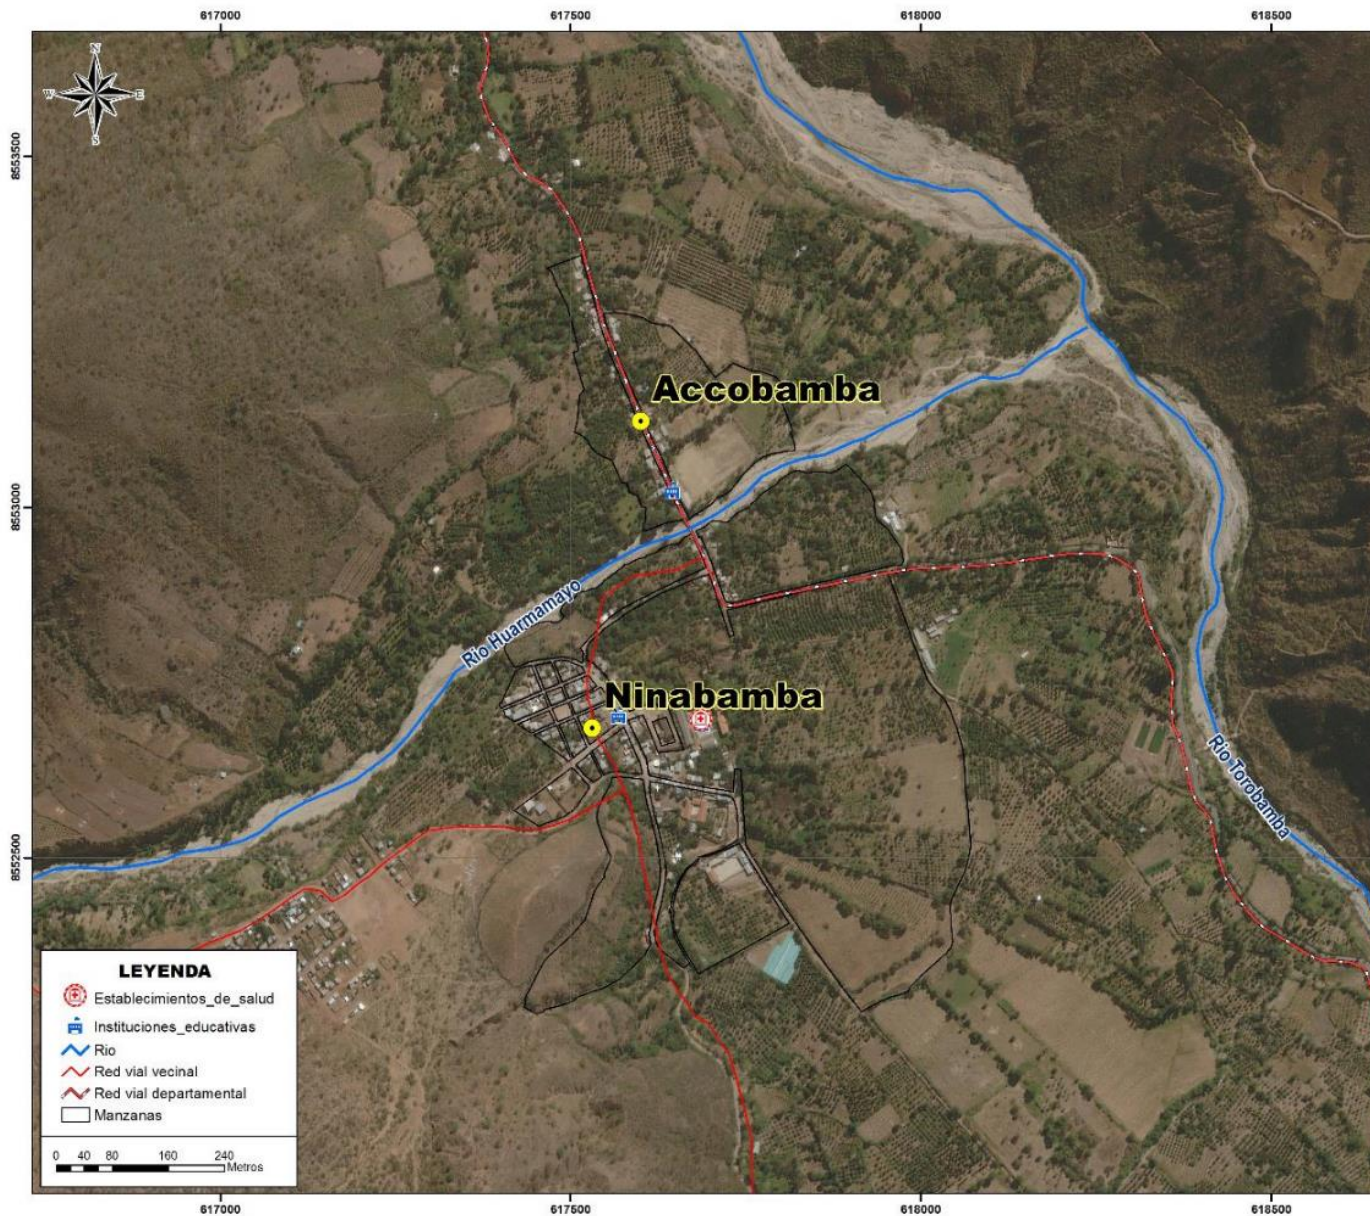 617000 617500 618000 618500
N
W E
S
8553500
Accobamba
8553000
Rio Huarmamayo
Ninabamba
Rio Torobamba
8552500
LEYENDA
Establecimientos_de_salud
Instituciones_educativas
Rio
Red vial vecinal
Red vial departamental
Manzanas
0 40 80 160 240
Metros
617000 617500 618000 618500